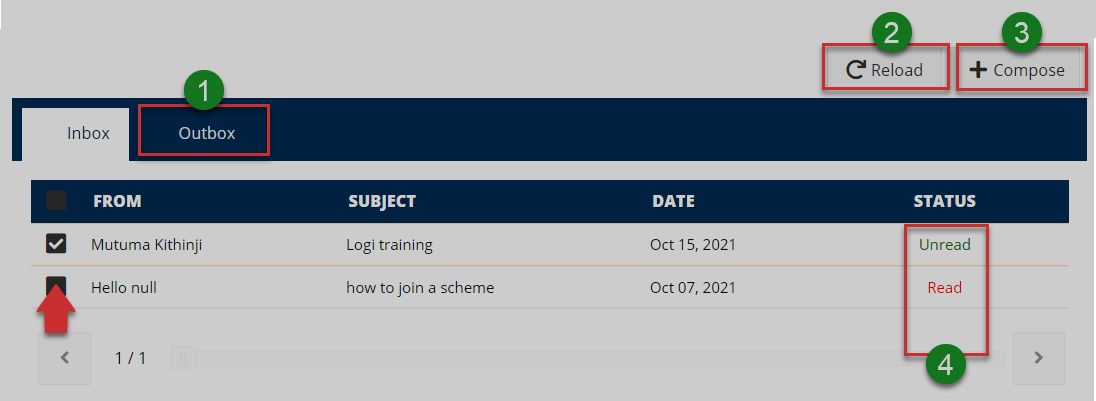 2 3
Reload Compose
1
Inbox Outbox
FROM SUBJECT DATE STATUS
Mutuma Kithinji Logi training Oct 15, 2021 Unread
Hello null how to join a scheme Oct 07, 2021 Read
1 / 1
4